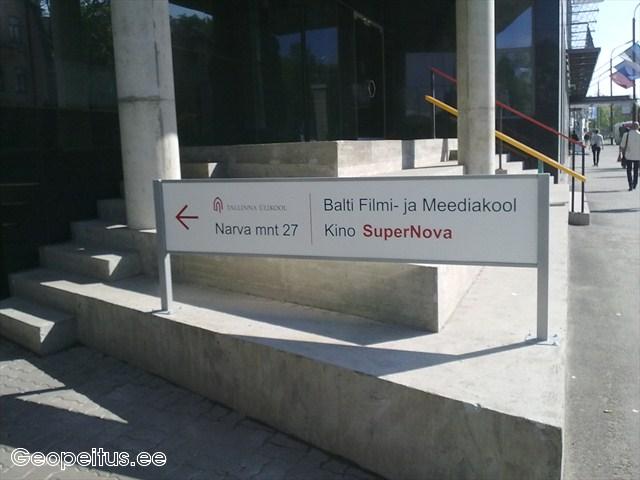 TALLINNA ÜLIKOOL
Narva mnt 27
Balti Filmi- ja Meediakool
Kino SuperNova
Geopeitus.ee